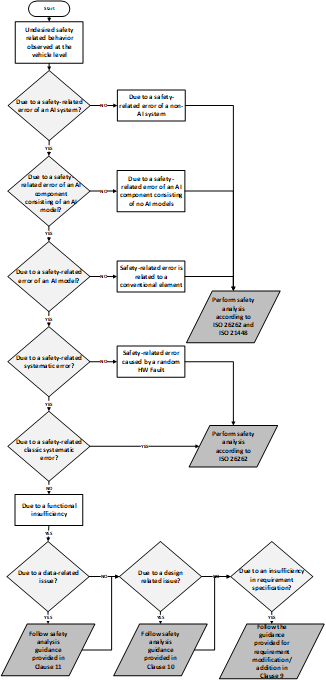 Start
Undesired safety
related behavior
observed at the
vehicle level
Due to a safety-related
error of an AI system?
NO
Due to a safety-
related error of a non-
AI system
YES
Due to a safety-
related error of an AI
component
consisting of an AI
model?
NO
Due to a safety-
related error of an AI
component consisting
of no AI models
YES
Due to a safety-related
error of an AI model?
NO
Safety-related error is
related to a
conventional element
Perform safety
analysis
according to
ISO 26262 and
ISO 21448
YES
Due to a safety-related
systematic error?
NO
Safety-related error
caused by a random
HW Fault
YES
Due to a safety-related
classic systematic
error?
YES
Perform safety
analysis
according to
ISO 26262
NO
Due to a functional
insufficiency
YES
Due to a data-related
issue?
NO
Due to a design
related issue?
Due to an insufficiency
in requirement
specification?
YES
YES
YES
Follow safety
analysis
guidance
provided in
Clause 11
Follow safety
analysis
guidance
provided in
Clause 10
Follow the
guidance
provided for
requirement
modification/
addition in
Clause 9